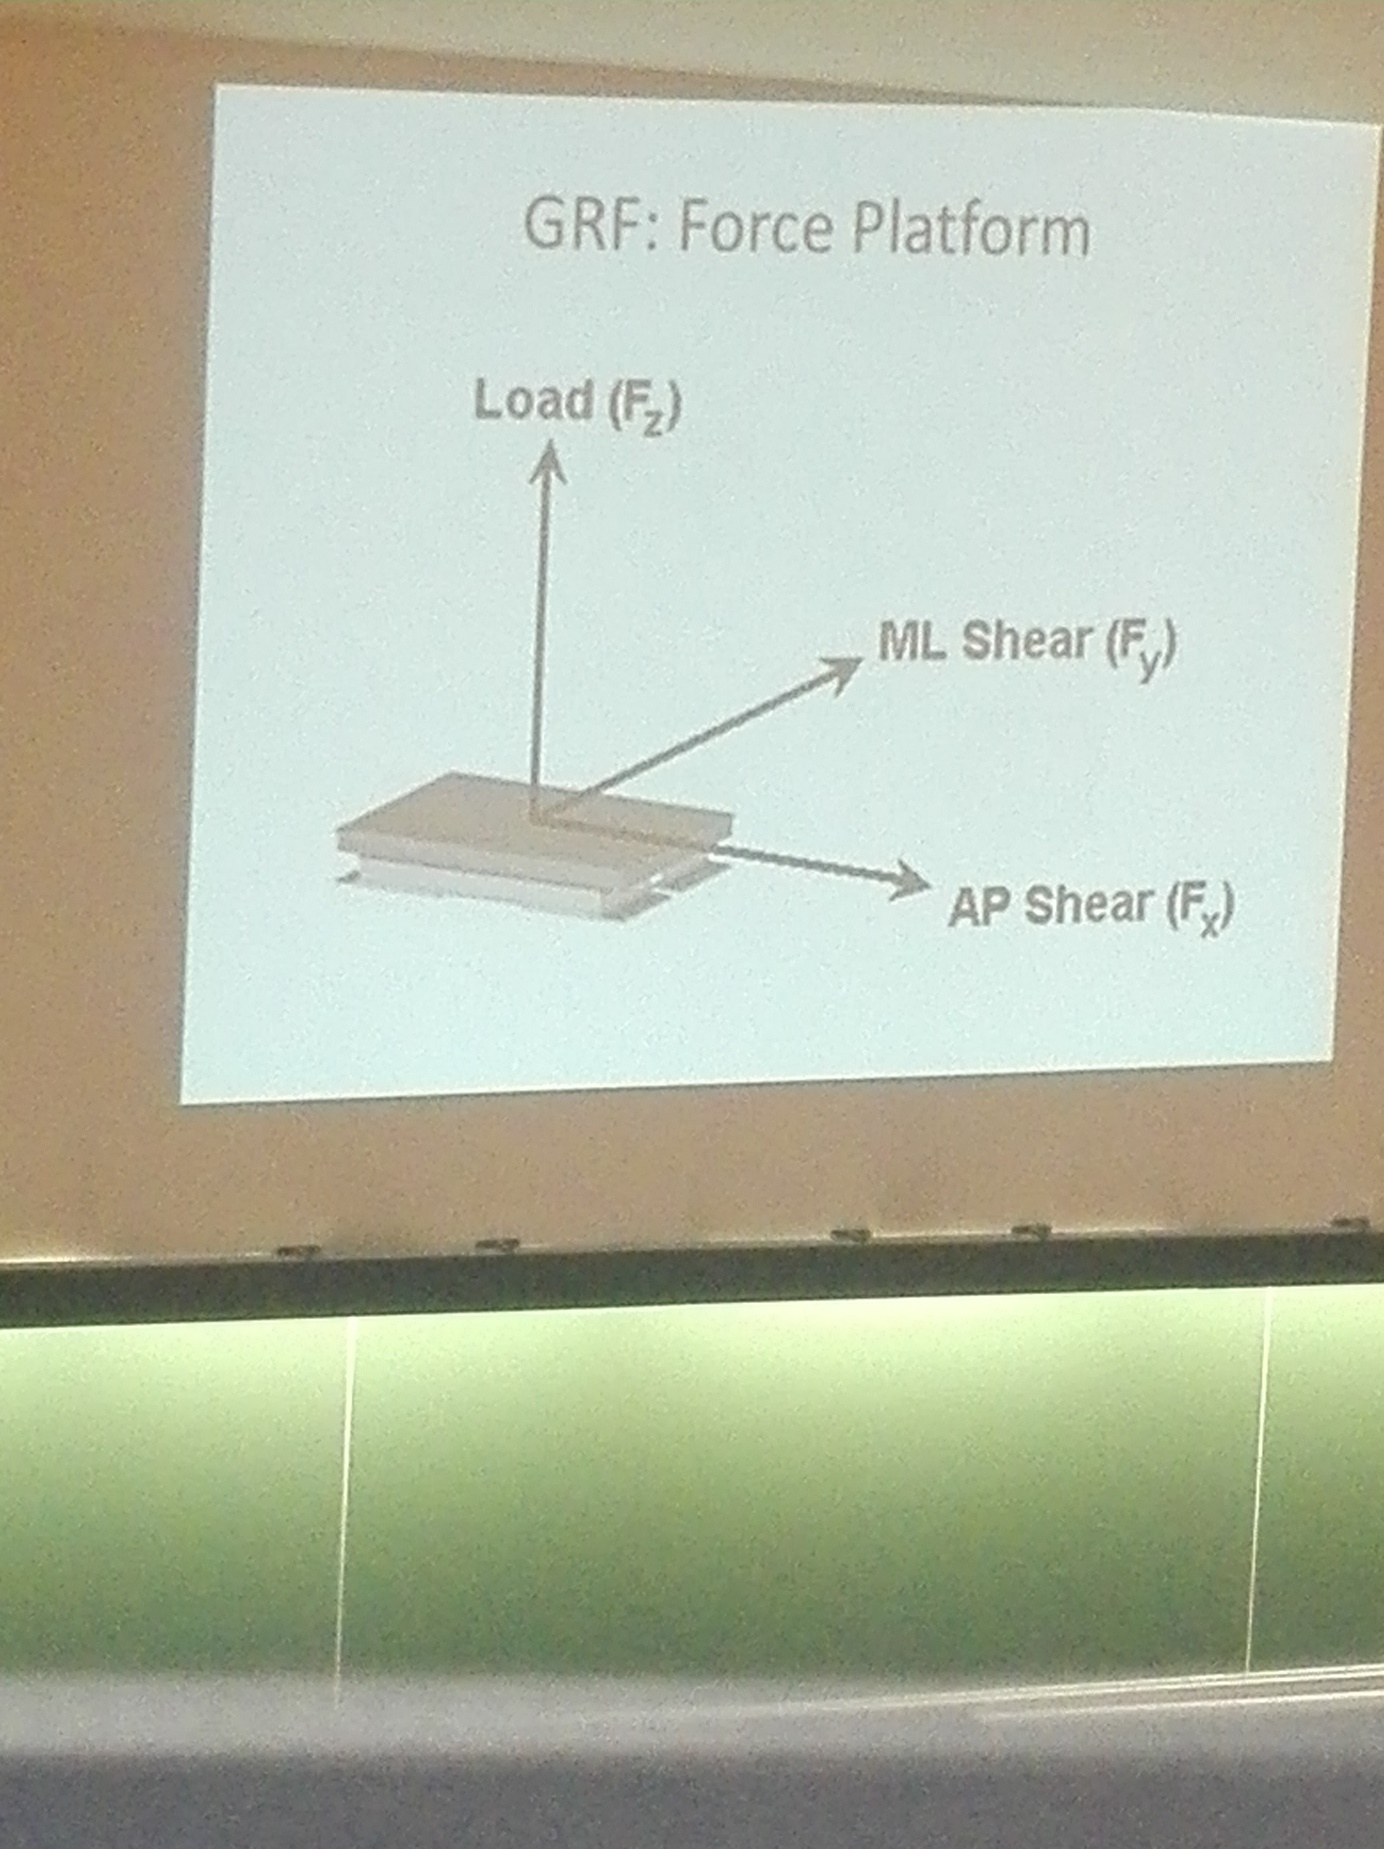 GRF: Force Platform
Load (Fz)
ML Shear (Fy)
AP Shear (Fx)